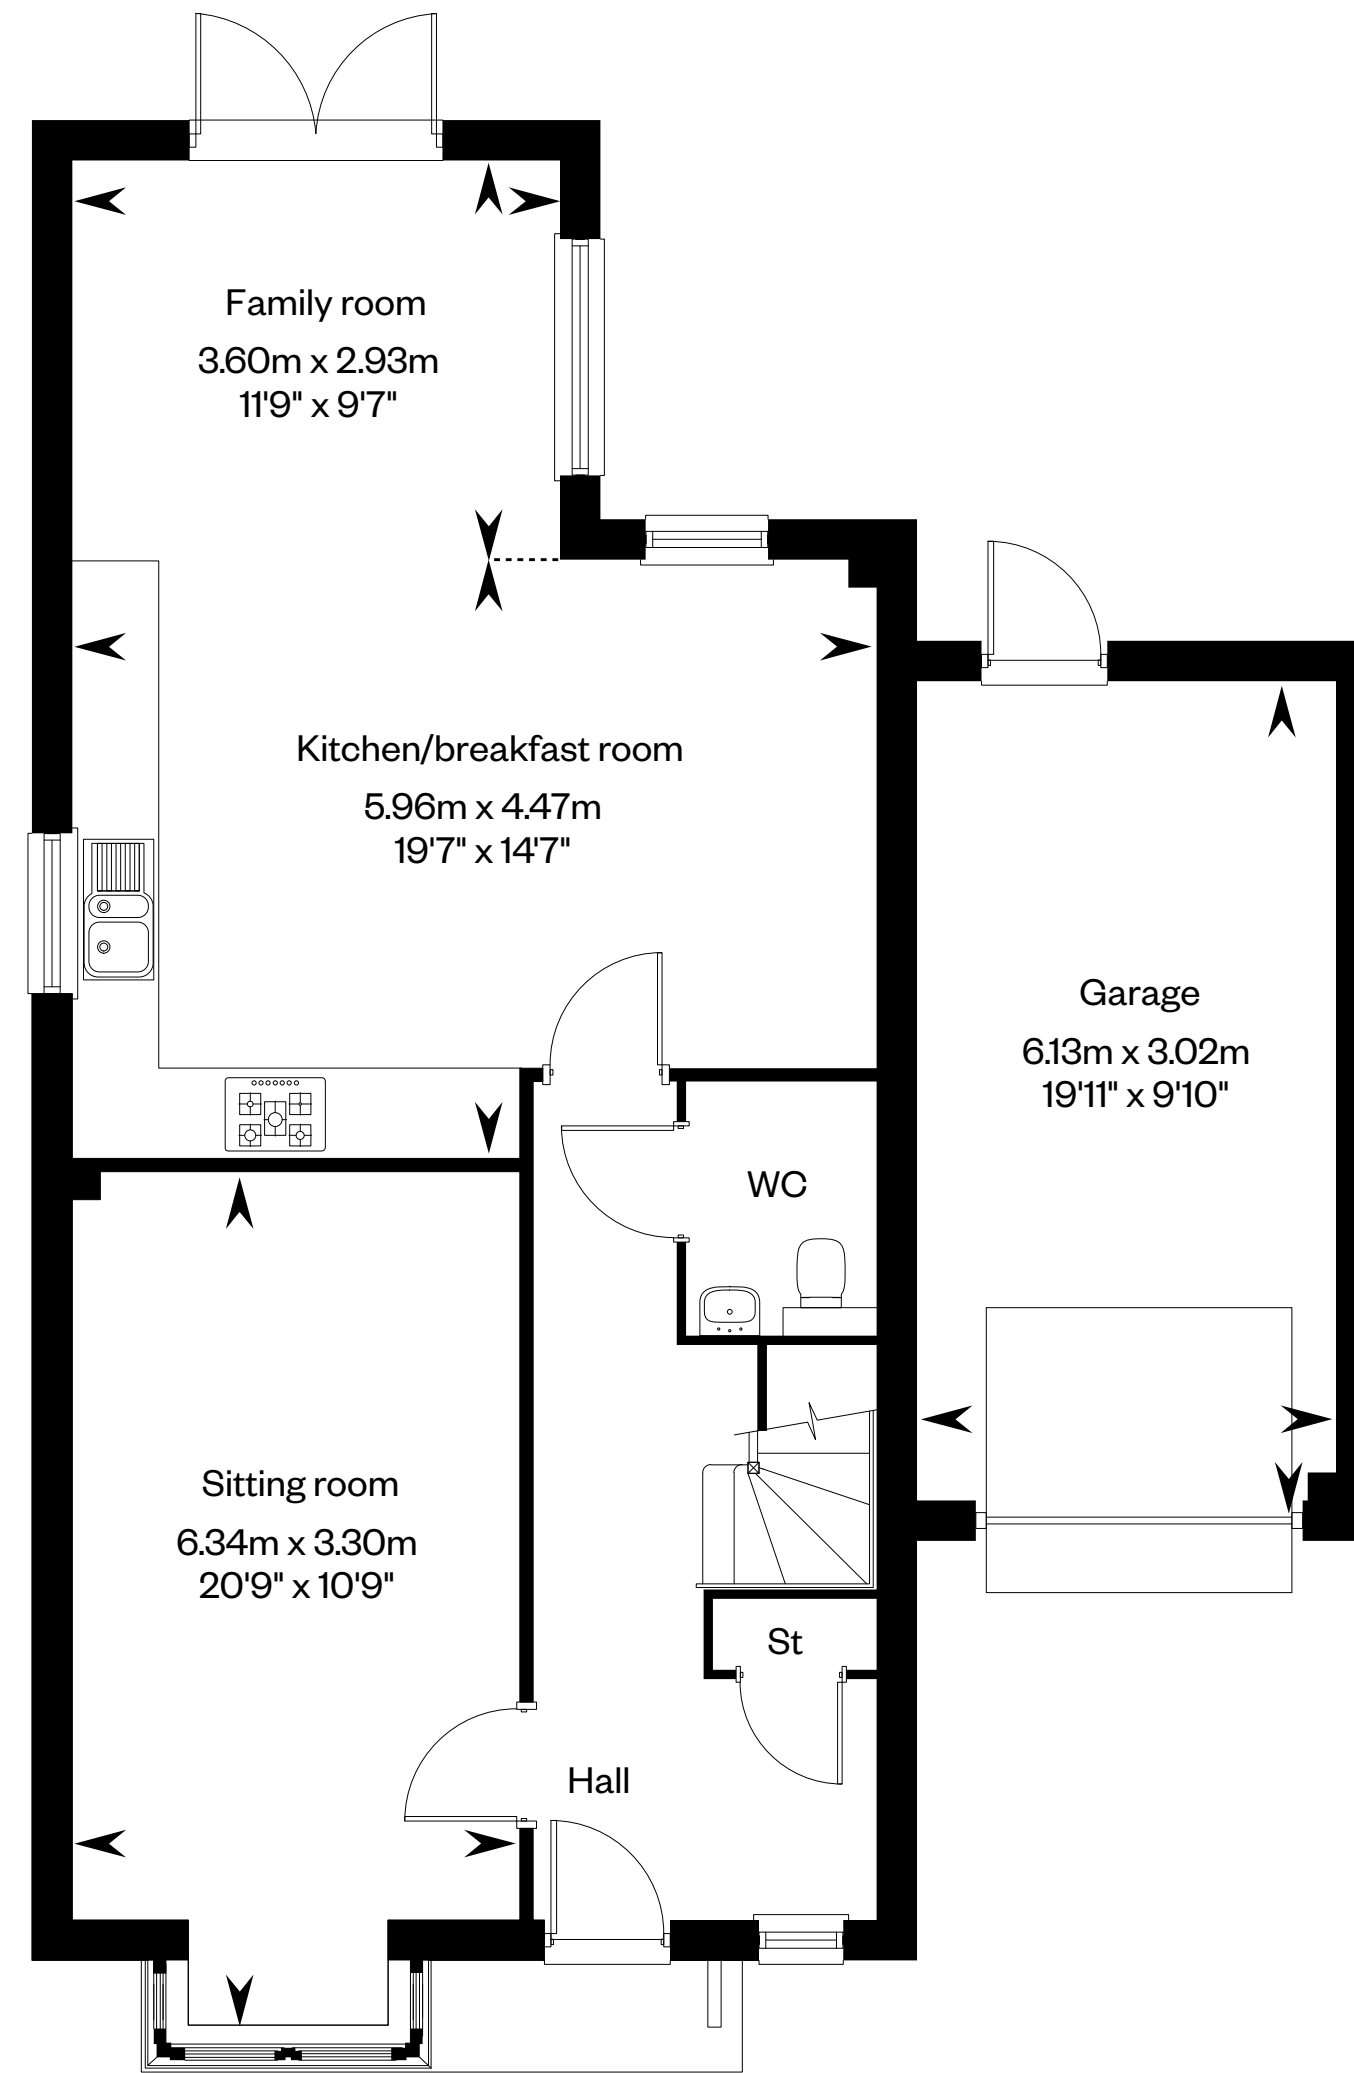 Family room
3.60m x 2.93m
11'9" x 9'7"
Kitchen/breakfast room
5.96m x 4.47m
19'7" x 14'7"
Garage
6.13m x 3.02m
19'11" x 9'10"
WC
Sitting room
6.34m x 3.30m
20'9" x 10'9"
St
Hall